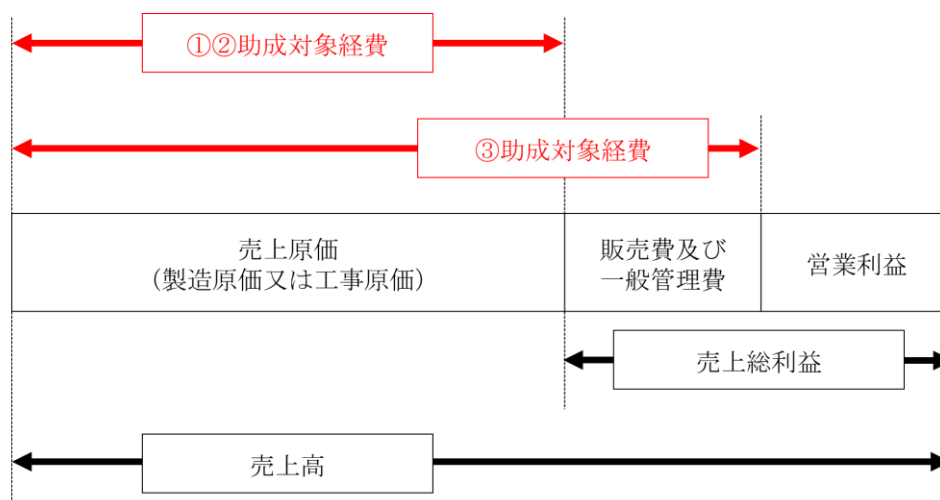 ①②助成対象経費
③助成対象経費
売上原価
（製造原価又は工事原価）
販売費及び
一般管理費
営業利益
売上総利益
売上高